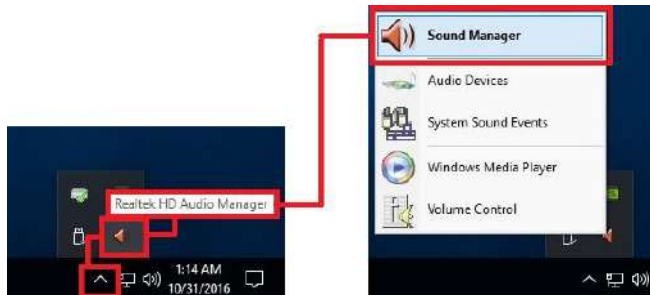 Realtek HD Audio Manager
1:14 AM
10/31/2016
Sound Manager
Audio Devices
System Sound Events
Windows Media Player
Volume Control